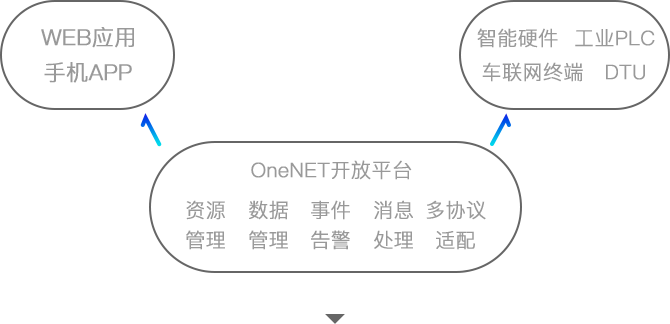 WEB应用
手机APP
智能硬件 工业PLC
车联网终端 DTU
OneNET开放平台
资源 数据 事件 消息 多协议
管理 管理 告警 处理 适配